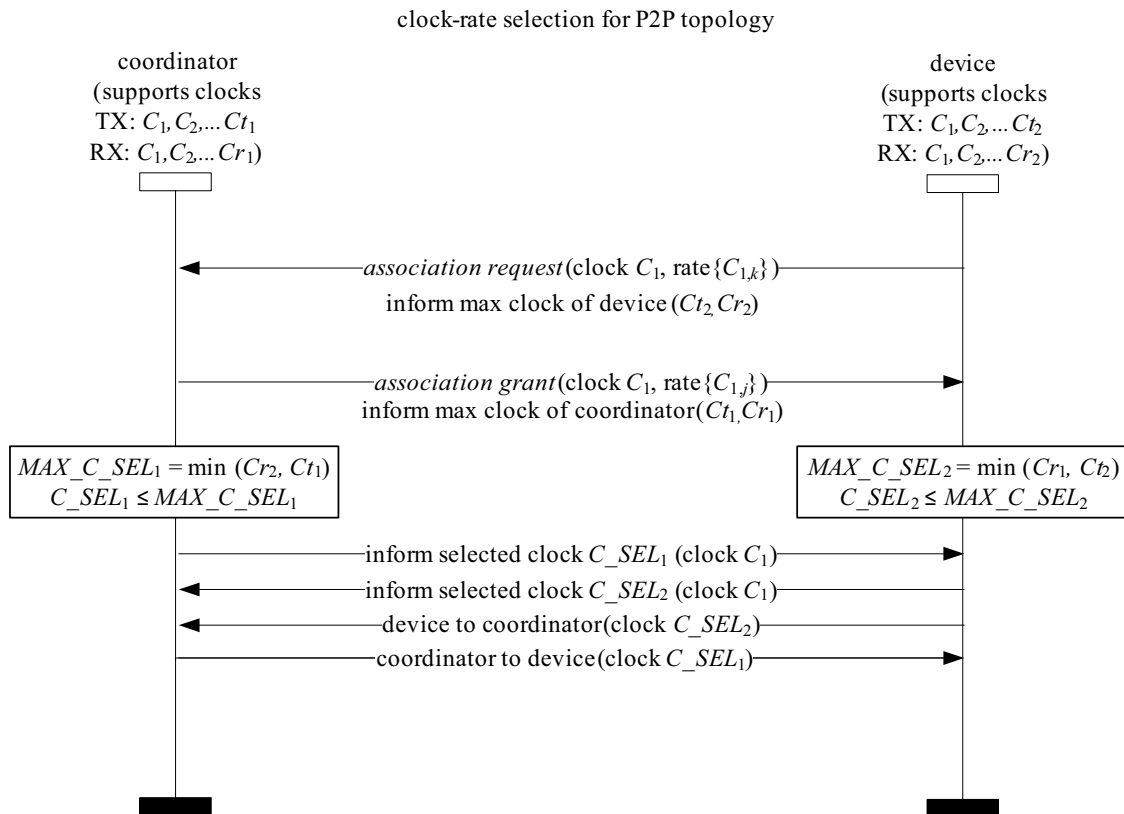 clock-rate selection for P2P topology
coordinator
(supports clocks
TX: C₁,C₂,...Ct₁
RX: C₁,C₂,...Cr₁)
device
(supports clocks
TX: C₁,C₂,...Ct₂
RX: C₁,C₂,...Cr₂)
association request(clock C₁, rate{C₁,ₖ})
inform max clock of device(Ct₂,Cr₂)
association grant(clock C₁, rate{C₁,ⱼ})
inform max clock of coordinator(Ct₁,Cr₁)
MAX_C_SEL₁ = min (Cr₂, Ct₁)
C_SEL₁ ≤ MAX_C_SEL₁
MAX_C_SEL₂ = min (Cr₁, Ct₂)
C_SEL₂ ≤ MAX_C_SEL₂
inform selected clock C_SEL₁ (clock C₁)
inform selected clock C_SEL₂ (clock C₁)
device to coordinator(clock C_SEL₂)
coordinator to device(clock C_SEL₁)